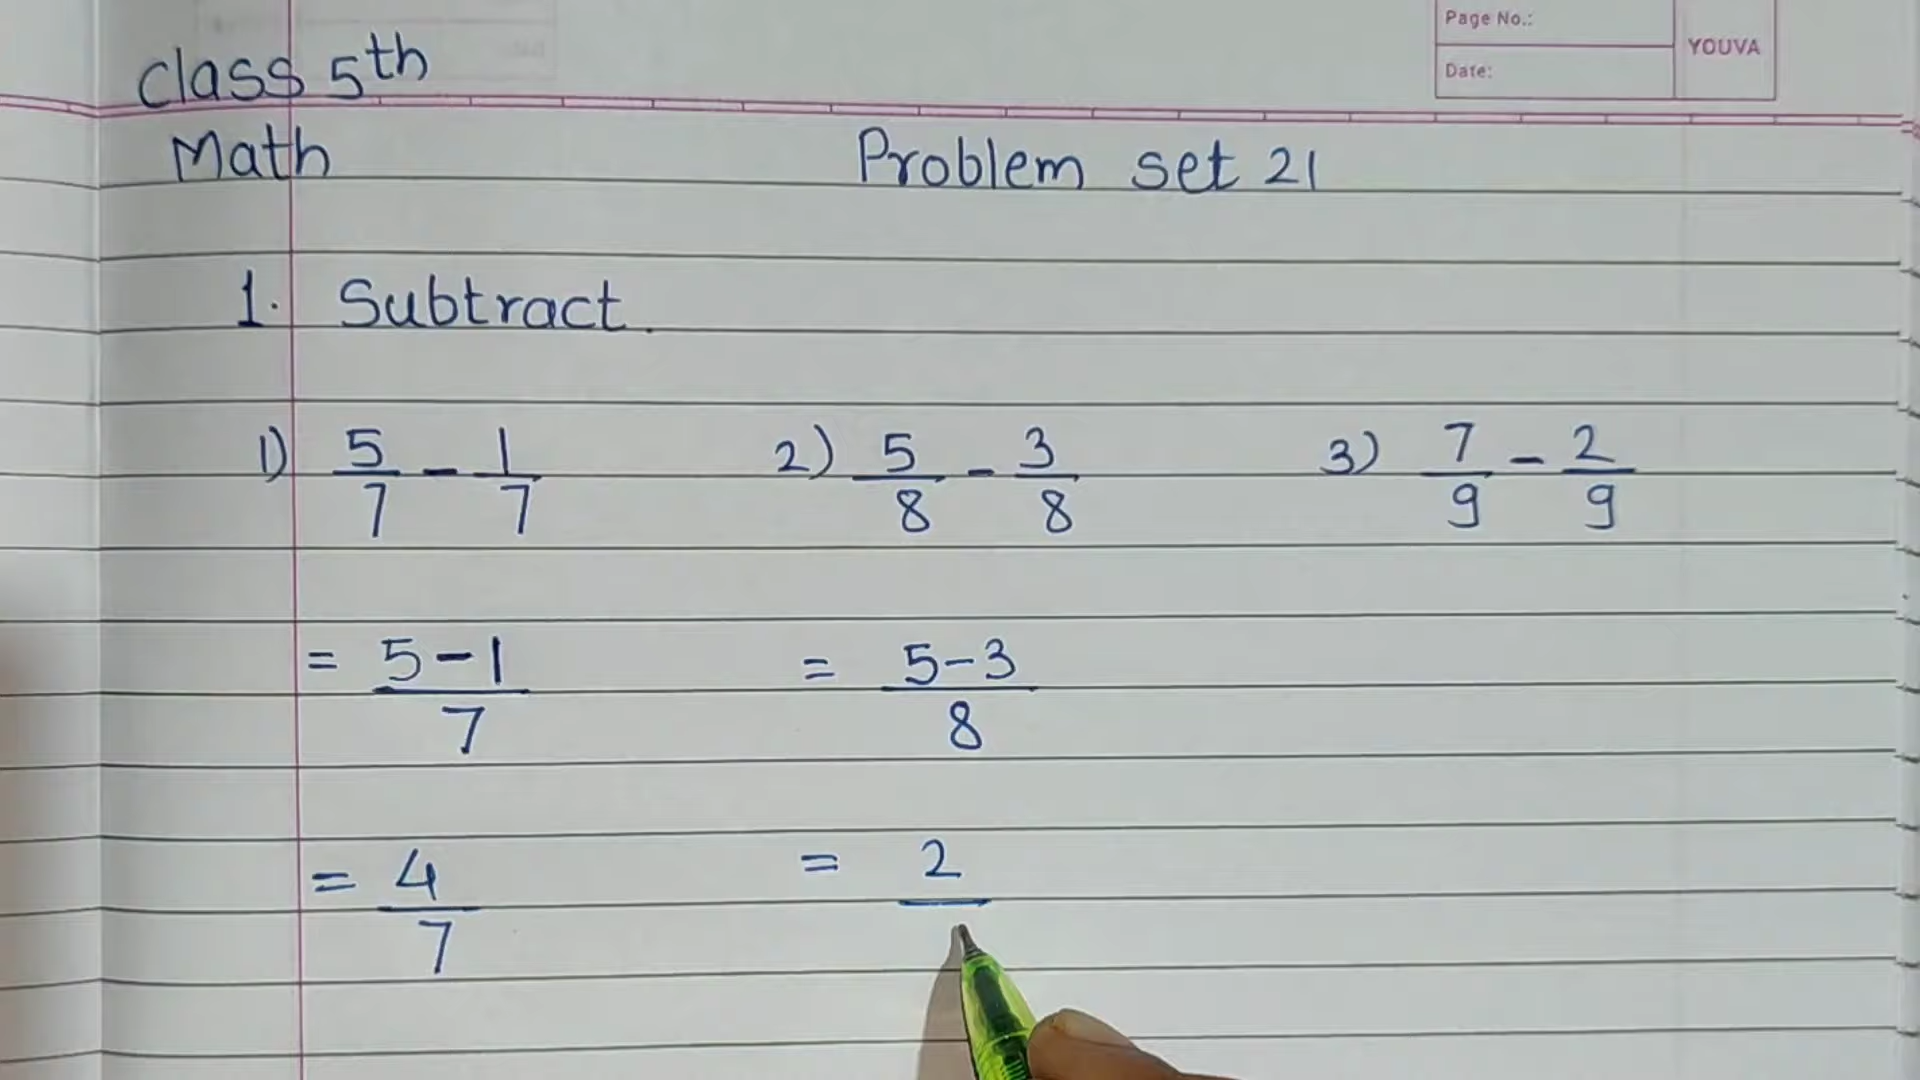 Page No.:
YOUVA
Date:
Class 5th
Math Problem set 21
1. Subtract.
1) 5/7 - 1/7 2) 5/8 - 3/8 3) 7/9 - 2/9
= 5-1/7 = 5-3/8
= 4/7 = 2/